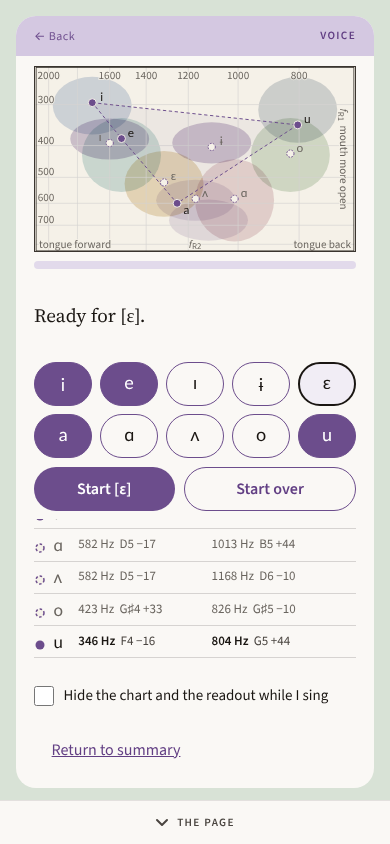 ← Back VOICE
2000 1600 1400 1200 1000 800
300
400
500
600
700
i
u
e
ɪ
ɨ
o
ɛ
ʌ
ɑ
a
fR1 mouth more open
tongue forward fR2 tongue back
Ready for [ɛ].
i e ɪ ɨ ɛ
a ɑ ʌ o u
Start [ɛ] Start over
ɑ 582 Hz D5 −17 1013 Hz B5 +44
ʌ 582 Hz D5 −17 1168 Hz D6 −10
o 423 Hz G♯4 +33 826 Hz G♯5 −10
u 346 Hz F4 −16 804 Hz G5 +44
Hide the chart and the readout while I sing
Return to summary
THE PAGE